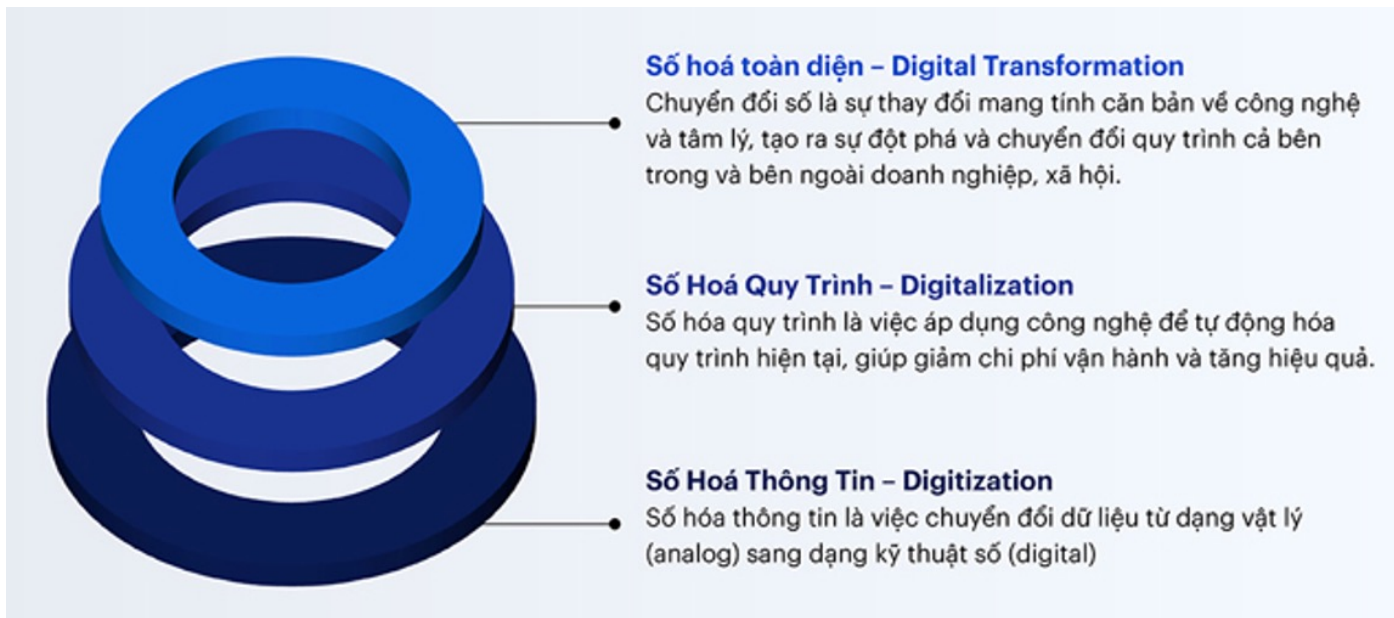 Số hoá toàn diện – Digital Transformation
Chuyển đổi số là sự thay đổi mang tính căn bản về công nghệ
và tâm lý, tạo ra sự đột phá và chuyển đổi quy trình cả bên
trong và bên ngoài doanh nghiệp, xã hội.
Số Hoá Quy Trình – Digitalization
Số hóa quy trình là việc áp dụng công nghệ để tự động hóa
quy trình hiện tại, giúp giảm chi phí vận hành và tăng hiệu quả.
Số Hoá Thông Tin – Digitization
Số hóa thông tin là việc chuyển đổi dữ liệu từ dạng vật lý
(analog) sang dạng kỹ thuật số (digital)